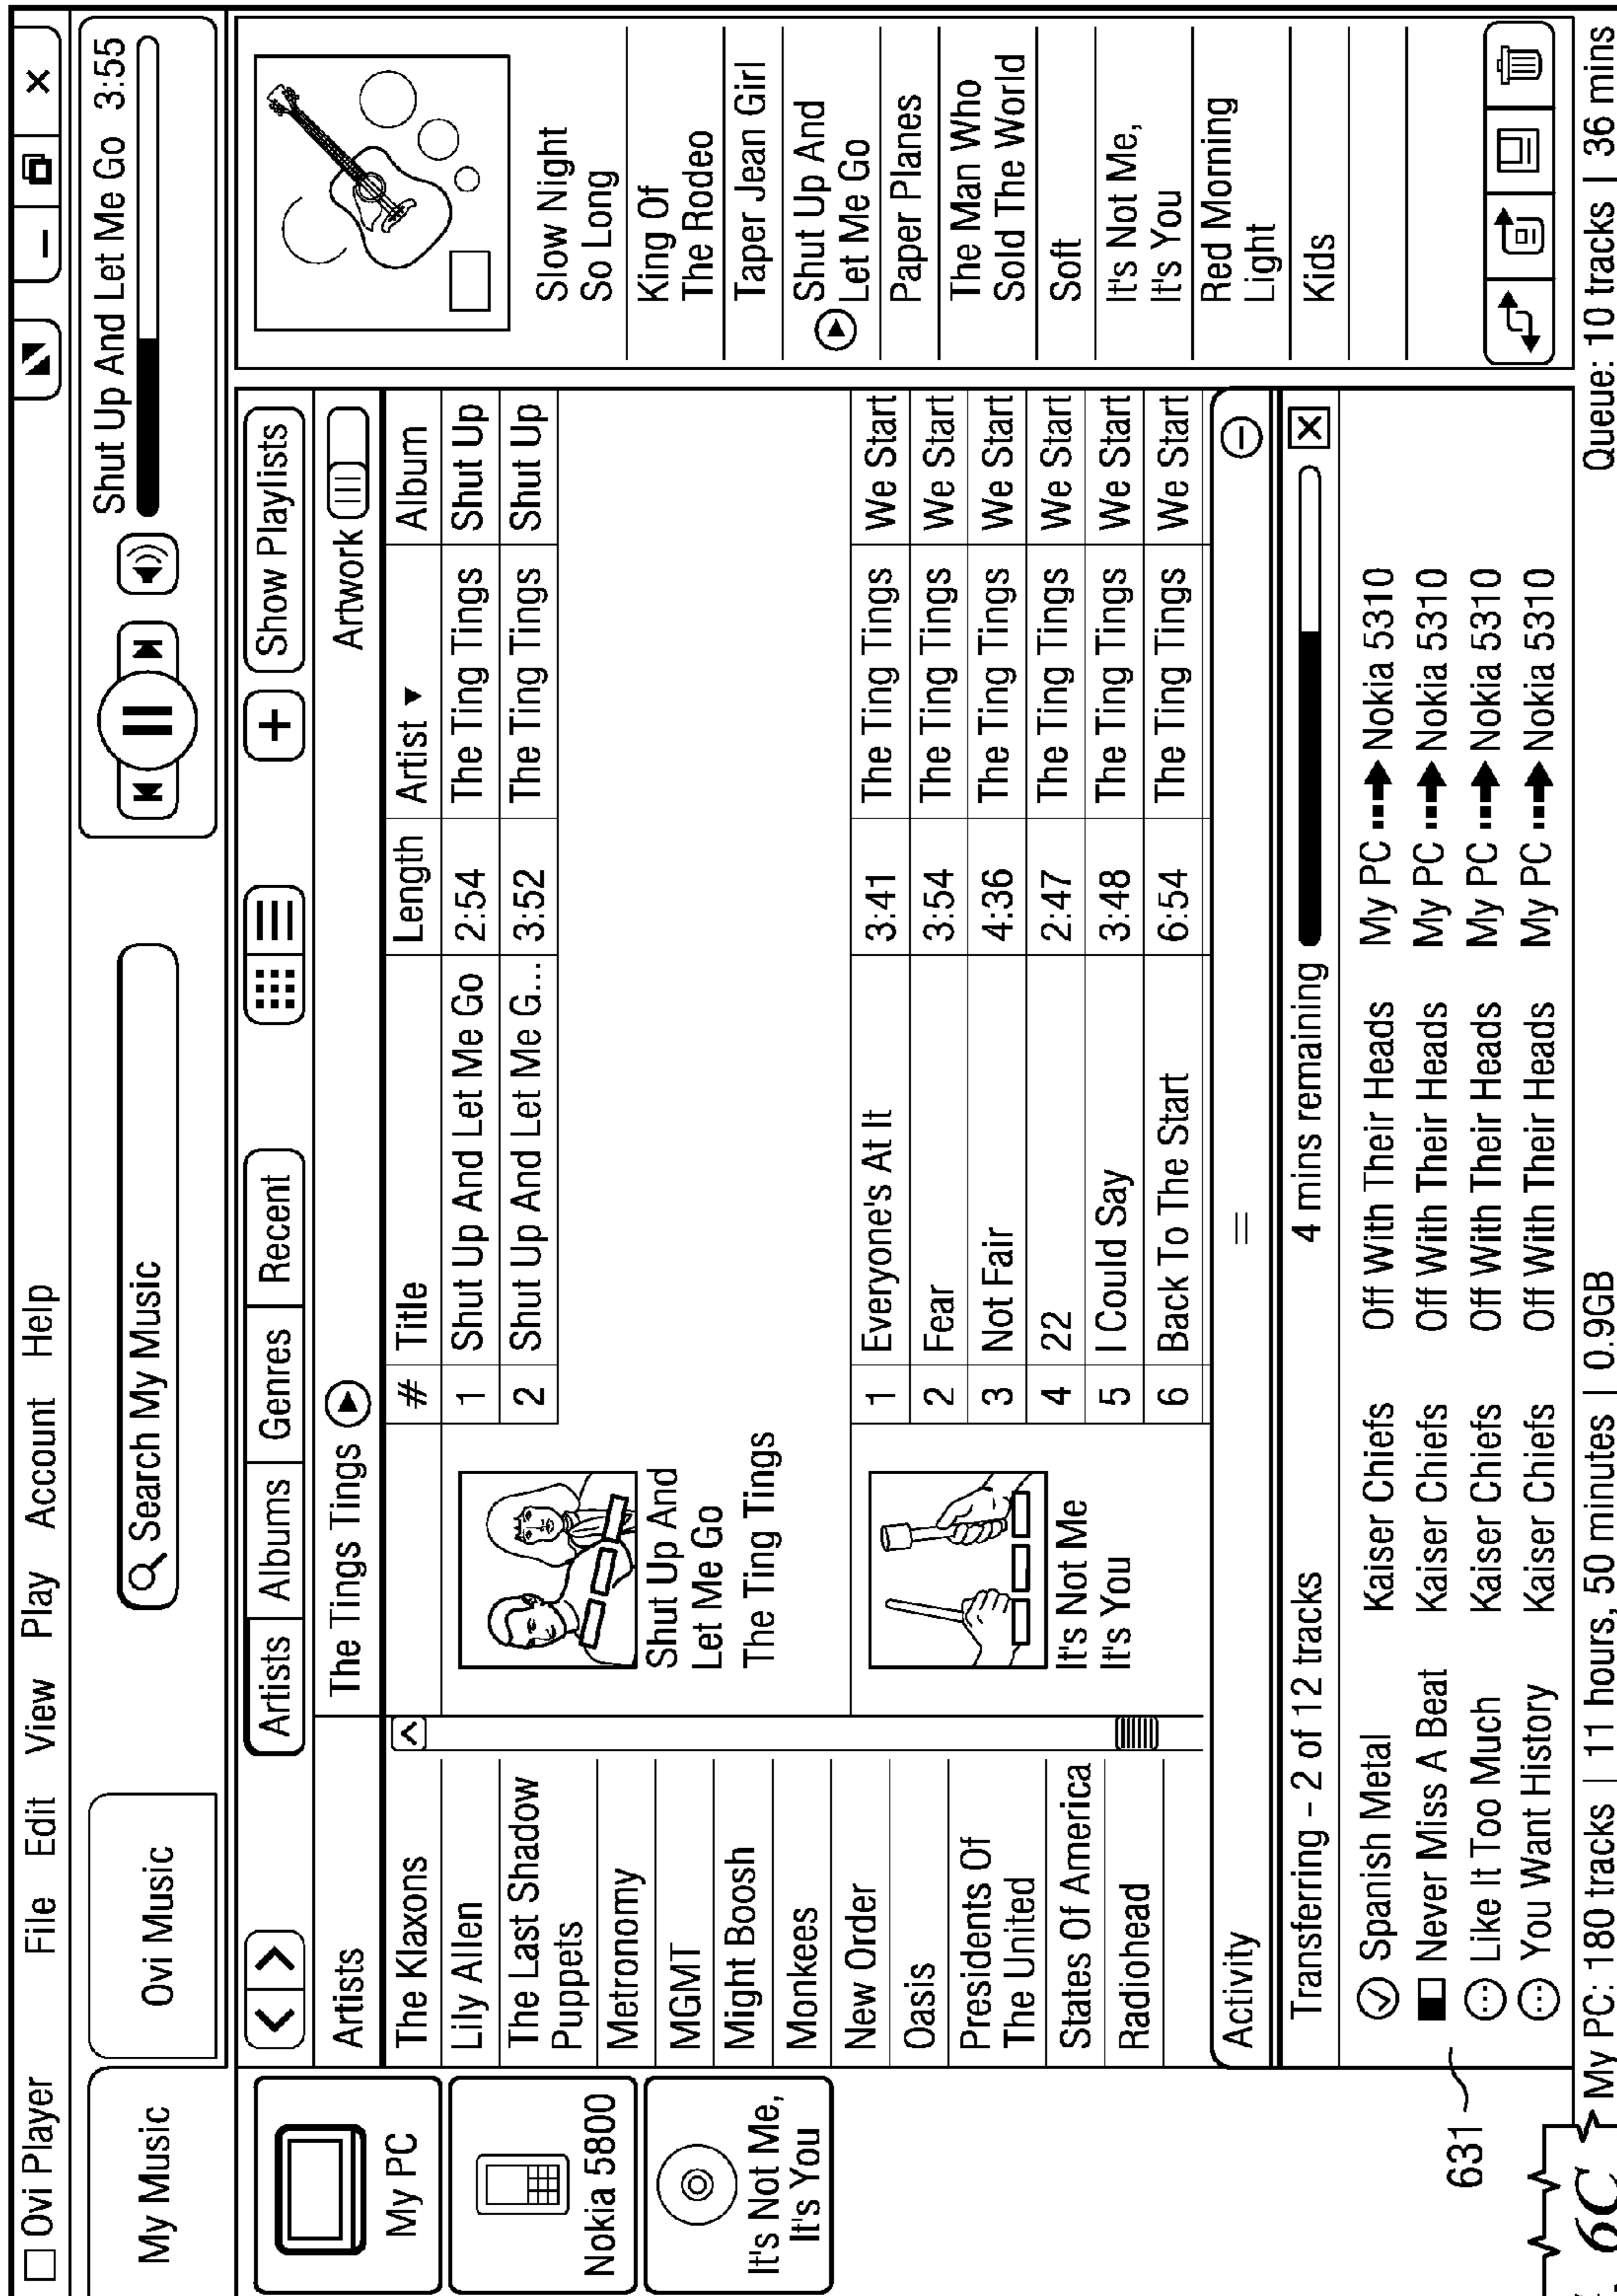 Ovi Player File Edit View Play Account Help
My Music Ovi Music Search My Music Shut Up And Let Me Go 3:55
My PC
Nokia 5800
It's Not Me,
It's You
Artists Albums Genres Recent + Show Playlists
Artists The Tings Tings Artwork
The Klaxons
Lily Allen
The Last Shadow
Puppets
Metronomy
MGMT
Might Boosh
Monkees
New Order
Oasis
Presidents Of
The United
States Of America
Radiohead
# Title Length Artist Album
1 Shut Up And Let Me Go 2:54 The Ting Tings Shut Up
2 Shut Up And Let Me G... 3:52 The Ting Tings Shut Up
Shut Up And
Let Me Go
The Ting Tings
1 Everyone's At It 3:41 The Ting Tings We Start
2 Fear 3:54 The Ting Tings We Start
3 Not Fair 4:36 The Ting Tings We Start
4 22 2:47 The Ting Tings We Start
5 I Could Say 3:48 The Ting Tings We Start
6 Back To The Start 6:54 The Ting Tings We Start
It's Not Me
It's You
Activity
Transferring – 2 of 12 tracks 4 mins remaining
Spanish Metal Kaiser Chiefs Off With Their Heads My PC Nokia 5310
Never Miss A Beat Kaiser Chiefs Off With Their Heads My PC Nokia 5310
Like It Too Much Kaiser Chiefs Off With Their Heads My PC Nokia 5310
You Want History Kaiser Chiefs Off With Their Heads My PC Nokia 5310
Slow Night
So Long
King Of
The Rodeo
Taper Jean Girl
Shut Up And
Let Me Go
Paper Planes
The Man Who
Sold The World
Soft
It's Not Me,
It's You
Red Morning
Light
Kids
631
My PC: 180 tracks | 11 hours, 50 minutes | 0.9GB Queue: 10 tracks | 36 mins
6C